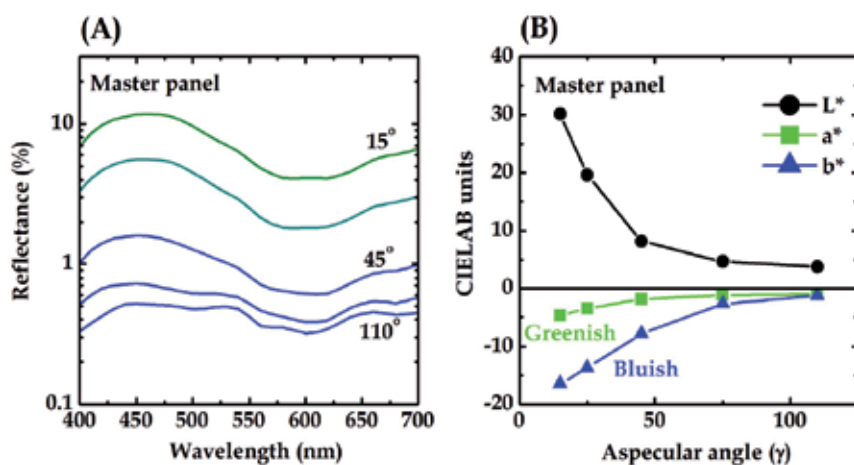 (A)
Master panel
15°
45°
110°
10
1
0.1
Reflectance (%)
400 450 500 550 600 650 700
Wavelength (nm)
(B)
Master panel
L*
a*
b*
40
30
20
10
0
-10
-20
CIELAB units
Greenish
Bluish
0 50 100
Aspecular angle (γ)